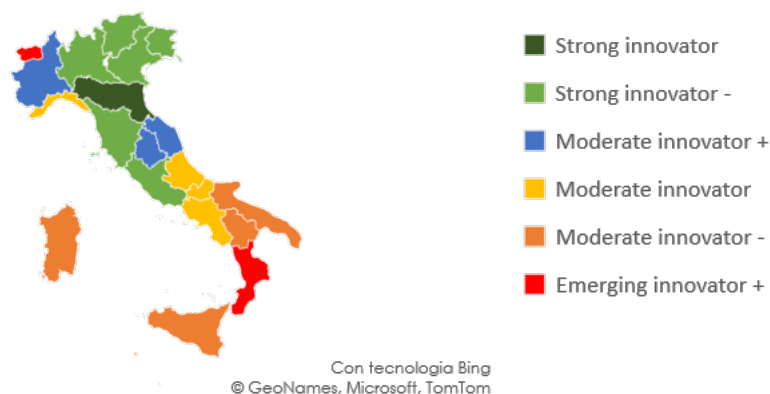 Strong innovator
Strong innovator -
Moderate innovator +
Moderate innovator
Moderate innovator -
Emerging innovator +
Con tecnologia Bing
© GeoNames, Microsoft, TomTom